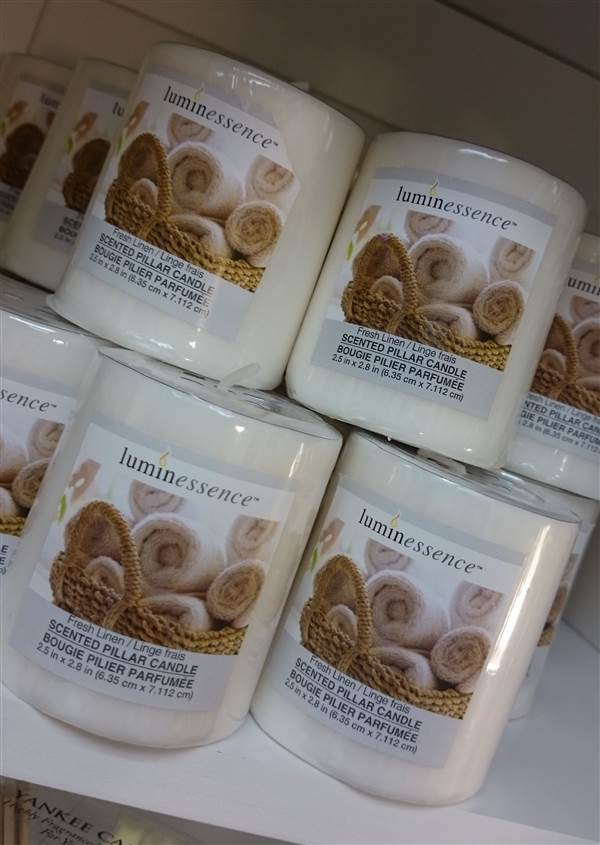 luminessence™
Fresh Linen / Linge frais
SCENTED PILLAR CANDLE
BOUGIE PILIER PARFUMÉE
2.5 in x 2.8 in (6.35 cm x 7.112 cm)
luminessence™
Fresh Linen / Linge frais
SCENTED PILLAR CANDLE
BOUGIE PILIER PARFUMÉE
2.5 in x 2.8 in (6.35 cm x 7.112 cm)
luminessence™
Fresh Linen / Linge frais
SCENTED PILLAR CANDLE
BOUGIE PILIER PARFUMÉE
2.5 in x 2.8 in (6.35 cm x 7.112 cm)
luminessence™
Fresh Linen / Linge frais
SCENTED PILLAR CANDLE
BOUGIE PILIER PARFUMÉE
2.5 in x 2.8 in (6.35 cm x 7.112 cm)
YANKEE